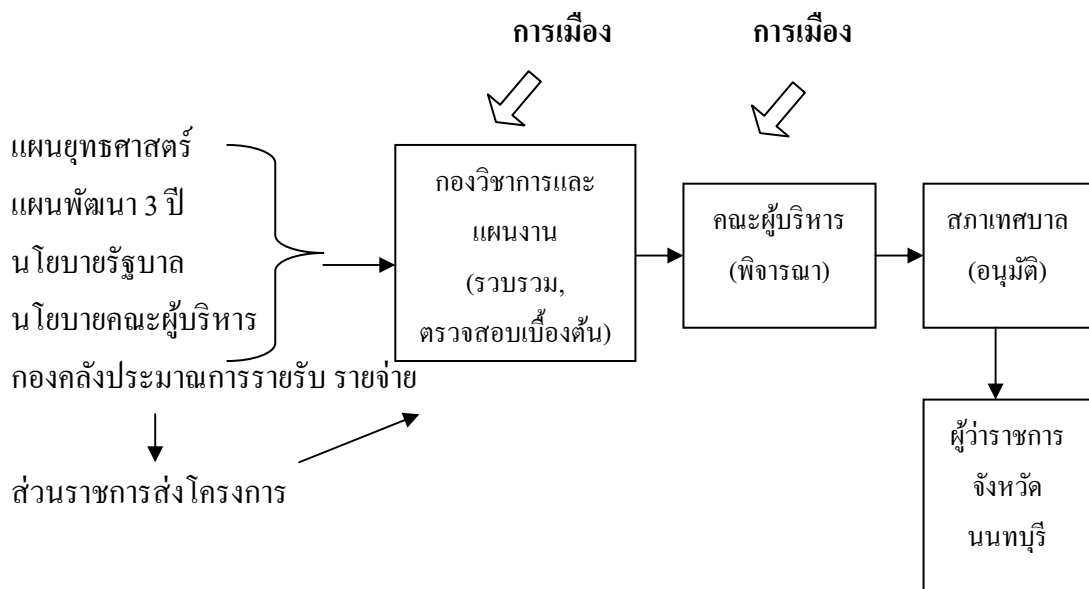 การเมือง
การเมือง
แผนยุทธศาสตร์
แผนพัฒนา 3 ปี
นโยบายรัฐบาล
นโยบายคณะผู้บริหาร
กองคลังประมาณการรายรับ รายจ่าย
ส่วนราชการส่งโครงการ
กองวิชาการและ
แผนงาน
(รวบรวม,
ตรวจสอบเบื้องต้น)
คณะผู้บริหาร
(พิจารณา)
สภาเทศบาล
(อนุมัติ)
ผู้ว่าราชการ
จังหวัด
นนทบุรี